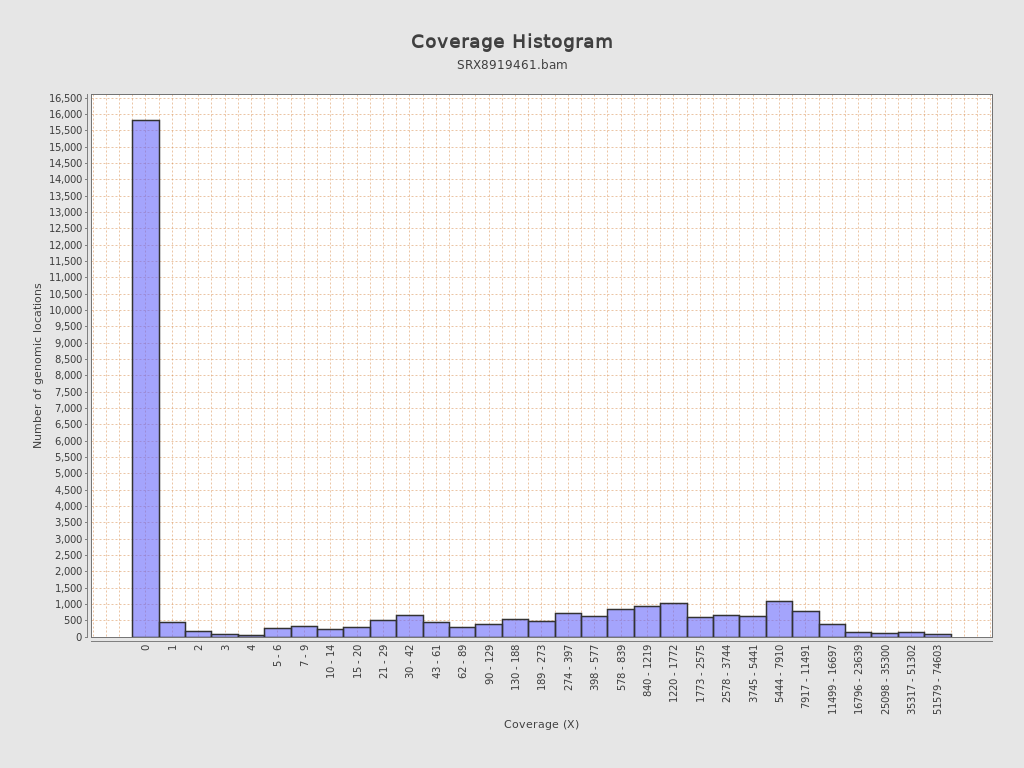 Coverage Histogram
SRX8919461.bam
Number of genomic locations
16,500
16,000
15,500
15,000
14,500
14,000
13,500
13,000
12,500
12,000
11,500
11,000
10,500
10,000
9,500
9,000
8,500
8,000
7,500
7,000
6,500
6,000
5,500
5,000
4,500
4,000
3,500
3,000
2,500
2,000
1,500
1,000
500
0
0
1
2
3
4
5 - 6
7 - 9
10 - 14
15 - 20
21 - 29
30 - 42
43 - 61
62 - 89
90 - 129
130 - 188
189 - 273
274 - 397
398 - 577
578 - 839
840 - 1219
1220 - 1772
1773 - 2575
2578 - 3744
3745 - 5441
5444 - 7910
7917 - 11491
11499 - 16697
16796 - 23639
25098 - 35300
35317 - 51302
51579 - 74603
Coverage (X)